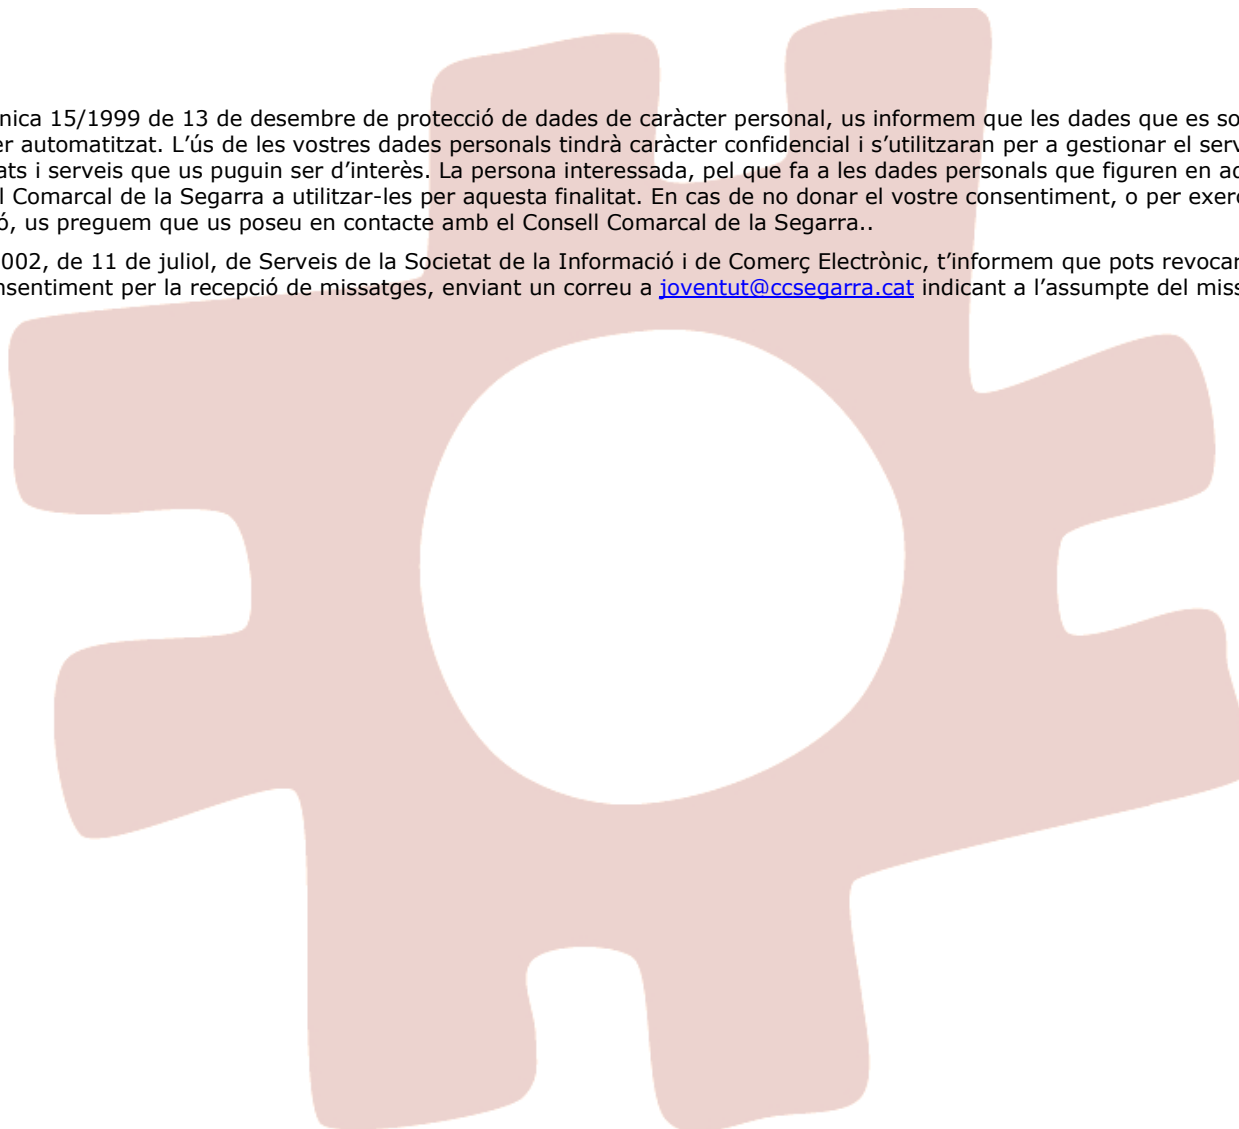 nica 15/1999 de 13 de desembre de protecció de dades de caràcter personal, us informem que les dades que es so
er automatitzat. L’ús de les vostres dades personals tindrà caràcter confidencial i s’utilitzaran per a gestionar el serv
ats i serveis que us puguin ser d’interès. La persona interessada, pel que fa a les dades personals que figuren en aq
l Comarcal de la Segarra a utilitzar-les per aquesta finalitat. En cas de no donar el vostre consentiment, o per exer
ó, us preguem que us poseu en contacte amb el Consell Comarcal de la Segarra..
002, de 11 de juliol, de Serveis de la Societat de la Informació i de Comerç Electrònic, t’informem que pots revocar
nsentiment per la recepció de missatges, enviant un correu a joventut@ccsegarra.cat indicant a l’assumpte del miss